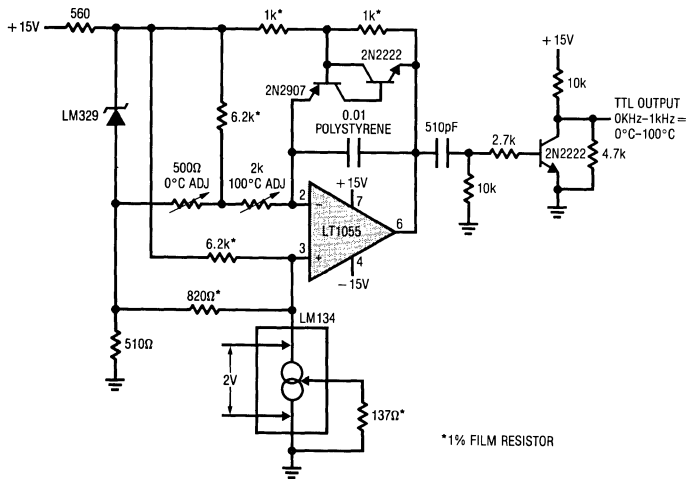 +15V
560
1k*
1k*
2N2222
2N2907
LM329
6.2k*
0.01
POLYSTYRENE
510pF
+15V
10k
TTL OUTPUT
0KHz–1kHz =
0°C–100°C
2.7k
2N2222
4.7k
500Ω
0°C ADJ
2k
100°C ADJ
+15V
2
7
LT1055
6
10k
6.2k*
3
4
−15V
820Ω*
LM134
510Ω
2V
137Ω*
*1% FILM RESISTOR